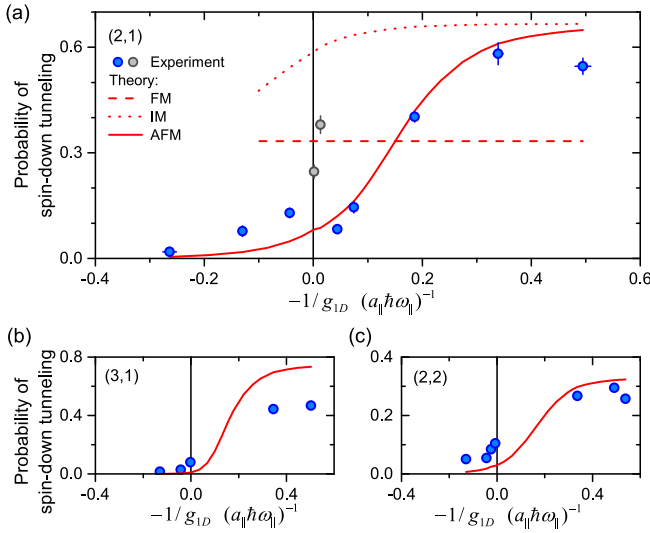 (a)
(2,1)
Experiment
Theory:
FM
IM
AFM
Probability of
spin-down tunneling
0.6
0.3
0.0
-0.4 -0.2 0.0 0.2 0.4 0.6
−1/ g₁D (a∥ħω∥)⁻¹
(b)
(3,1)
Probability of
spin-down tunneling
0.8
0.4
0.0
0.0 0.4
−1/ g₁D (a∥ħω∥)⁻¹
(c)
(2,2)
0.4
0.2
0.0
-0.4 0.0 0.4
−1/ g₁D (a∥ħω∥)⁻¹